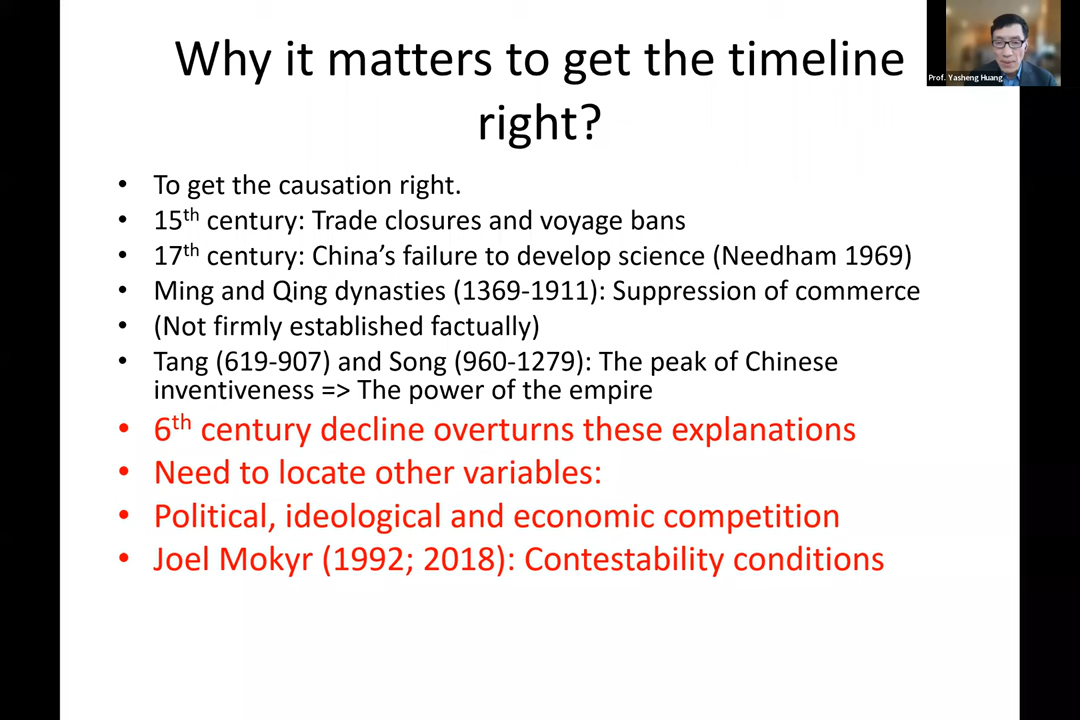 Why it matters to get the timeline
right?
Prof. Yasheng Huang
• To get the causation right.
• 15th century: Trade closures and voyage bans
• 17th century: China’s failure to develop science (Needham 1969)
• Ming and Qing dynasties (1369-1911): Suppression of commerce
• (Not firmly established factually)
• Tang (619-907) and Song (960-1279): The peak of Chinese
inventiveness => The power of the empire
• 6th century decline overturns these explanations
• Need to locate other variables:
• Political, ideological and economic competition
• Joel Mokyr (1992; 2018): Contestability conditions